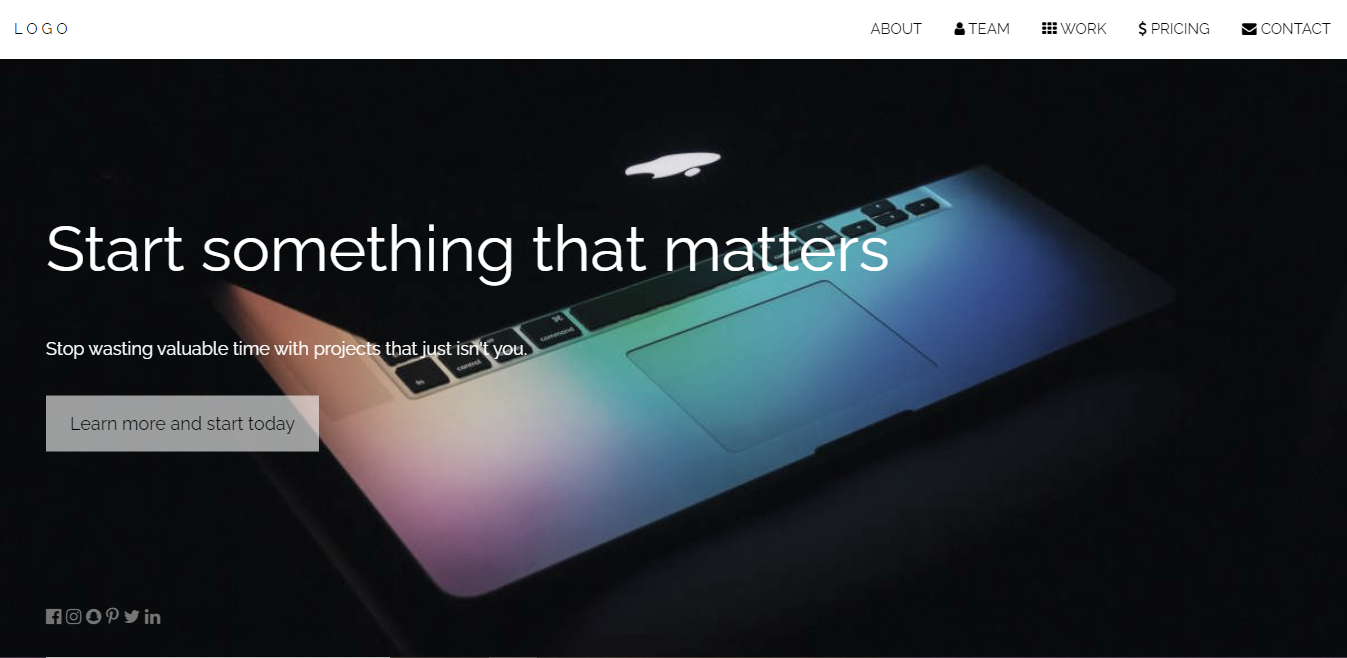 LOGO
ABOUT TEAM WORK $ PRICING CONTACT
Start something that matters
Stop wasting valuable time with projects that just isn't you.
Learn more and start today
command
control
fn